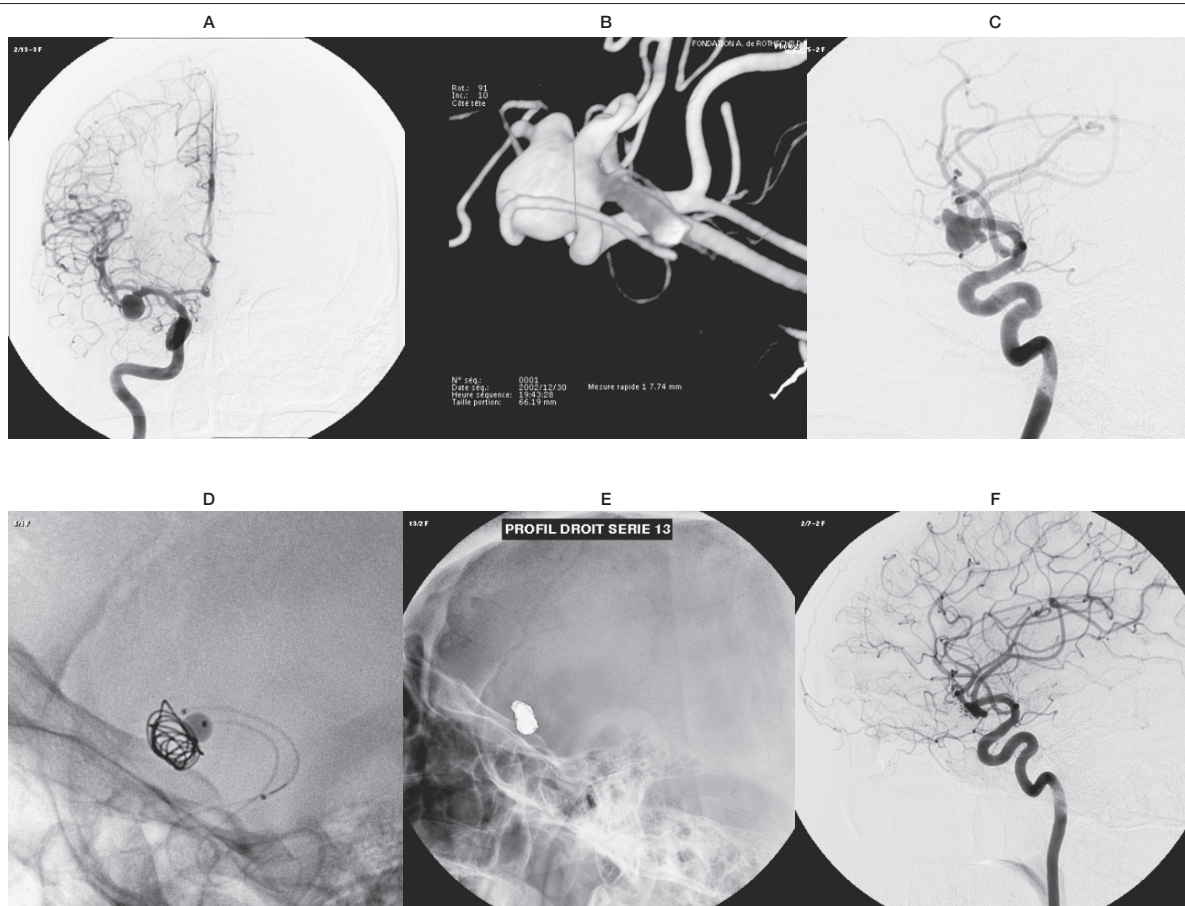 A
B
C
2/13-3 F
FONDATION A. de ROTHSCHILD
5-2 F
Rot.: 91
Inc.: 10
Côté tête
N° séq.: 0001
Date séq.: 2002/12/30
Heure séquence: 19:43:28
Taille portion: 66.19 mm
Mesure rapide 1 7.74 mm
D
E
F
13/2 F
PROFIL DROIT SERIE 13
2/7-2 F